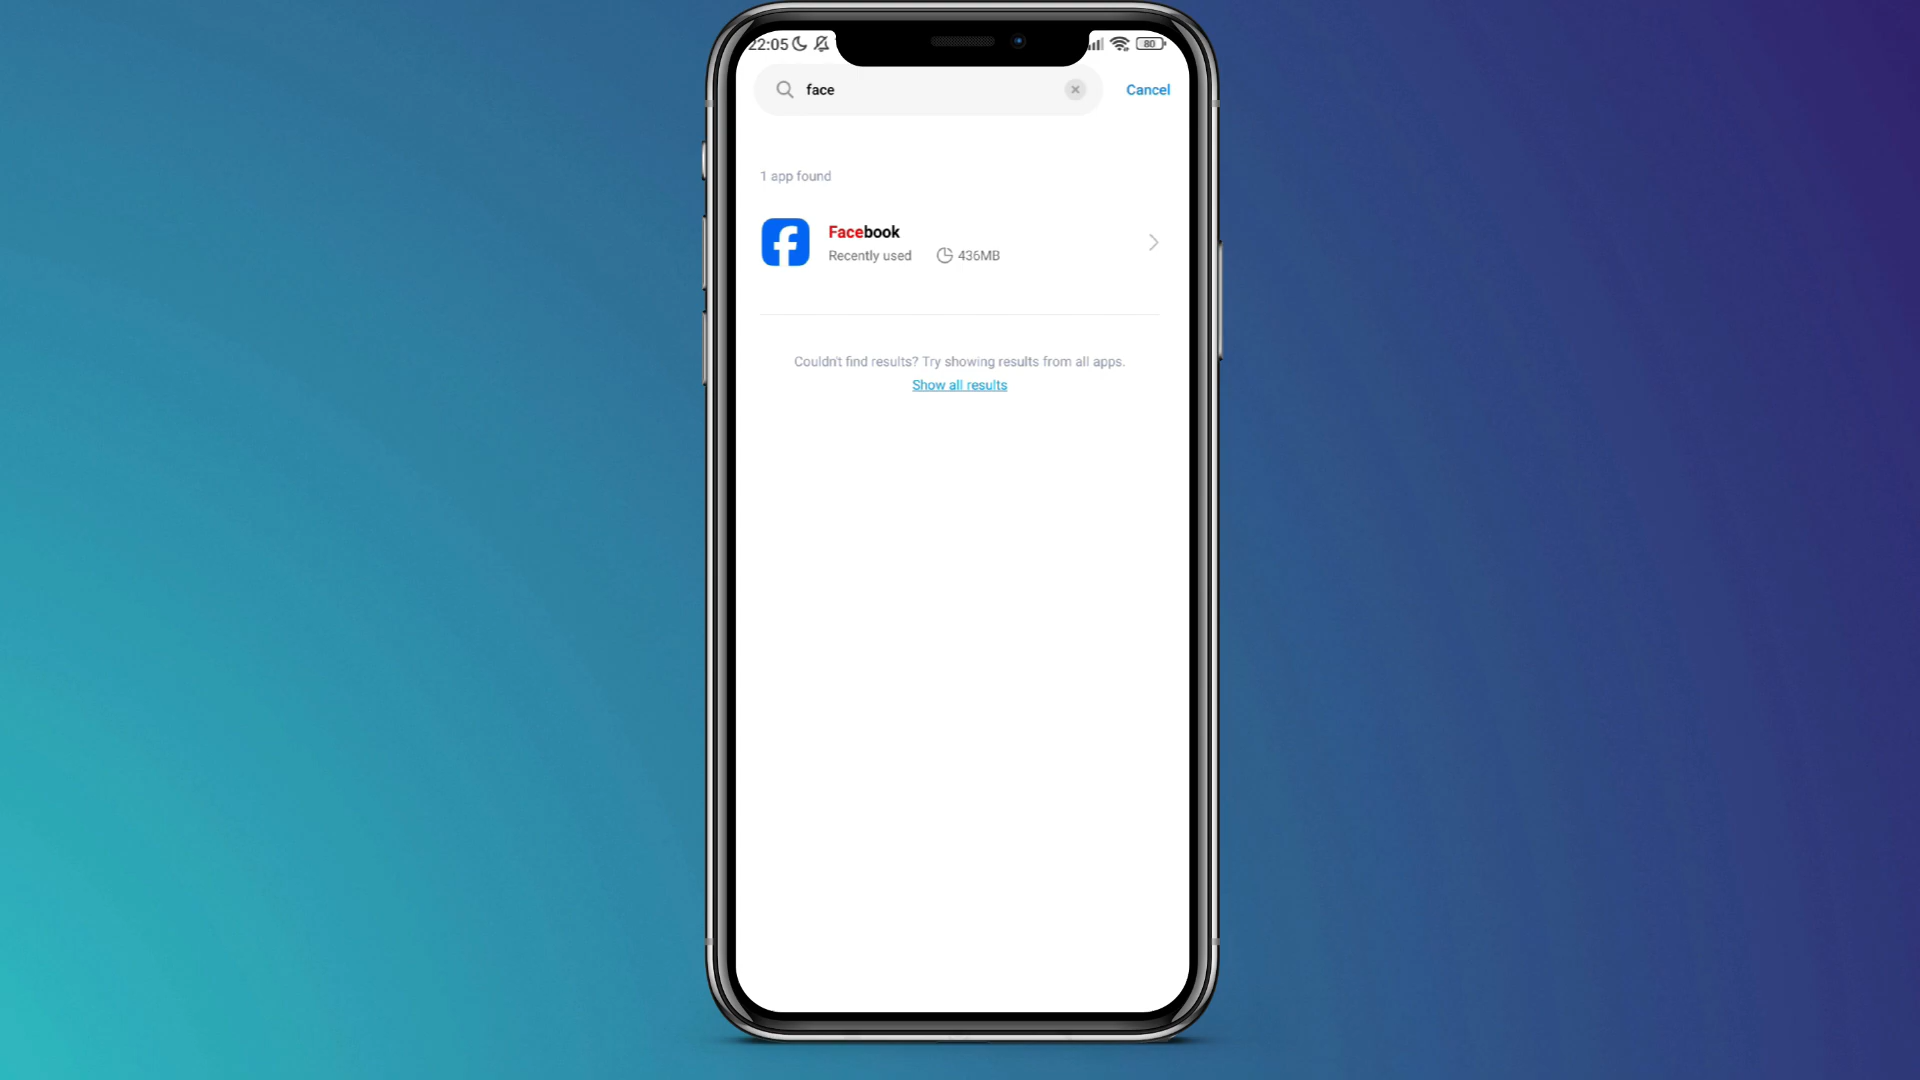 22:05
80
face
Cancel
1 app found
Facebook
Recently used 436MB
Couldn't find results? Try showing results from all apps.
Show all results